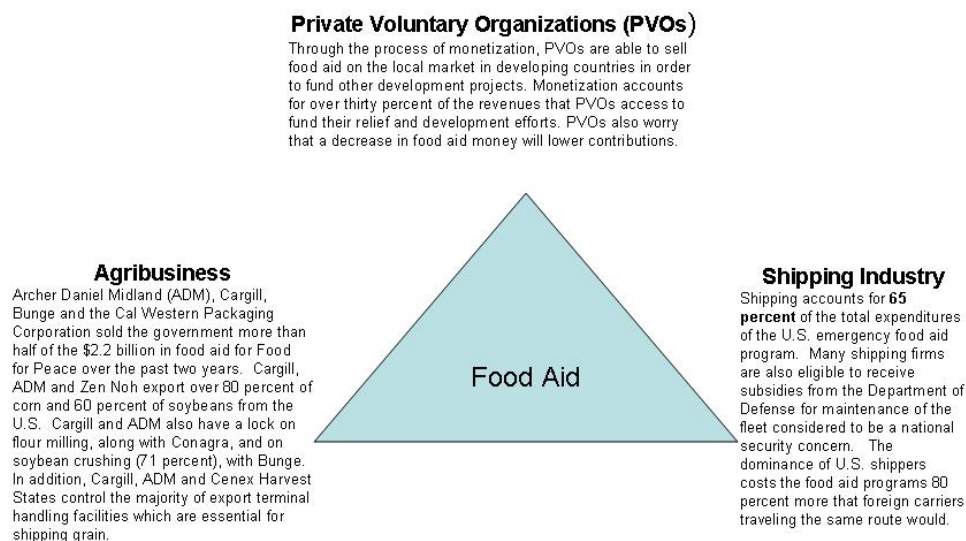 Private Voluntary Organizations (PVOs)
Through the process of monetization, PVOs are able to sell
food aid on the local market in developing countries in order
to fund other development projects. Monetization accounts
for over thirty percent of the revenues that PVOs access to
fund their relief and development efforts. PVOs also worry
that a decrease in food aid money will lower contributions.
Agribusiness
Archer Daniel Midland (ADM), Cargill,
Bunge and the Cal Western Packaging
Corporation sold the government more than
half of the $2.2 billion in food aid for Food
for Peace over the past two years. Cargill,
ADM and Zen Noh export over 80 percent of
corn and 60 percent of soybeans from the
U.S. Cargill and ADM also have a lock on
flour milling, along with Conagra, and on
soybean crushing (71 percent), with Bunge.
In addition, Cargill, ADM and Cenex Harvest
States control the majority of export terminal
handling facilities which are essential for
shipping grain.
Food Aid
Shipping Industry
Shipping accounts for 65
percent of the total expenditures
of the U.S. emergency food aid
program. Many shipping firms
are also eligible to receive
subsidies from the Department of
Defense for maintenance of the
fleet considered to be a national
security concern. The
dominance of U.S. shippers
costs the food aid programs 80
percent more that foreign carriers
traveling the same route would.